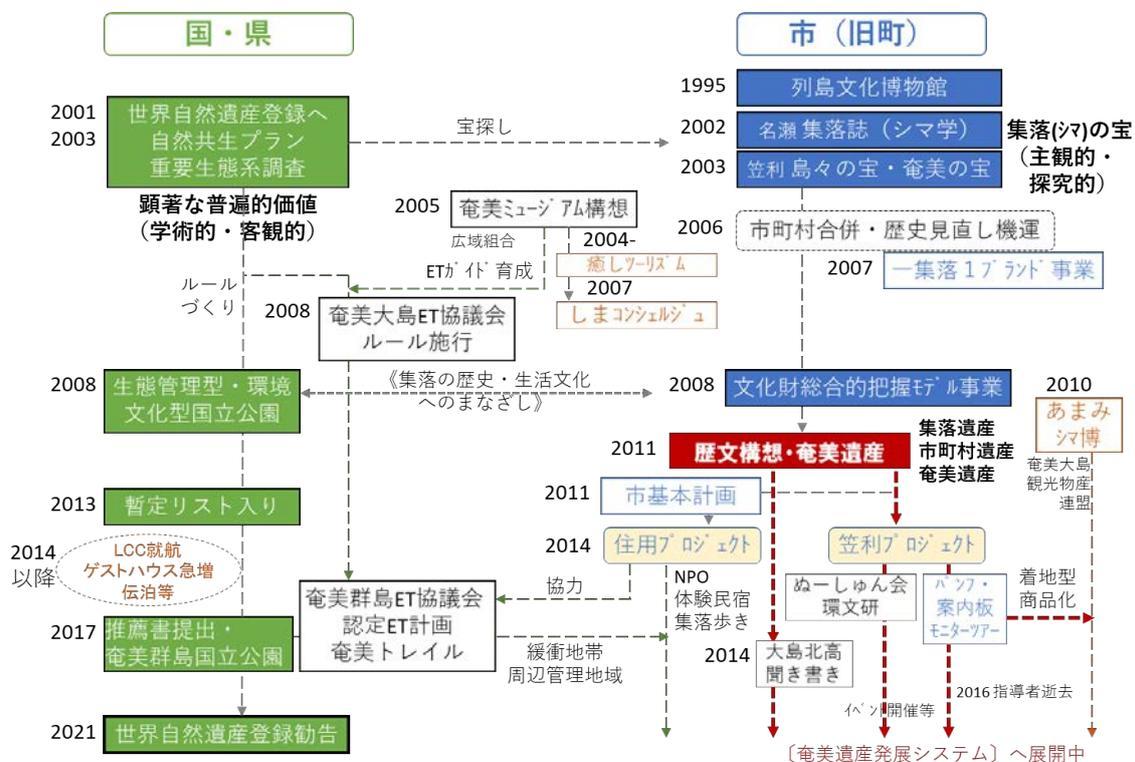 国・県
市（旧町）
2001
2003
世界自然遺産登録へ
自然共生プラン
重要生態系調査
顕著な普遍的価値
（学術的・客観的）
宝探し
1995
列島文化博物館
2002
名瀬 集落誌（シマ学）
2003
笠利 島々の宝・奄美の宝
集落(ｼﾏ)の宝
（主観的・
探究的）
2005
奄美ﾐｭｰｼﾞｱﾑ構想
広域組合
2004-
癒しﾂｰﾘｽﾞﾑ
2007
しまｺﾝｼｪﾙｼﾞｭ
ETｶﾞｲﾄﾞ育成
2006
市町村合併・歴史見直し機運
2007
一集落１ﾌﾞﾗﾝﾄﾞ事業
ルール
づくり
2008
奄美大島ET協議会
ルール施行
2008
生態管理型・環境
文化型国立公園
《集落の歴史・生活文化
へのまなざし》
2008
文化財総合的把握ﾓﾃﾞﾙ事業
2010
あまみ
ｼﾏ博
奄美大島
観光物産
連盟
2011
歴文構想・奄美遺産
集落遺産
市町村遺産
奄美遺産
2011
市基本計画
2013
暫定リスト入り
2014
以降
LCC就航
ゲストハウス急増
伝泊等
2014
住用ﾌﾟﾛｼﾞｪｸﾄ
笠利ﾌﾟﾛｼﾞｪｸﾄ
協力
NPO
体験民宿
集落歩き
ぬーしゅん会
環文研
ﾊﾟﾝﾌ・
案内板
ﾓﾆﾀｰﾂｱｰ
着地型
商品化
奄美群島ET協議会
認定ET計画
奄美トレイル
2017
推薦書提出・
奄美群島国立公園
緩衝地帯
周辺管理地域
2014
大島北高
聞き書き
ｲﾍﾞﾝﾄ開催等
2016 指導者逝去
2021
世界自然遺産登録勧告
〔奄美遺産発展システム〕へ展開中